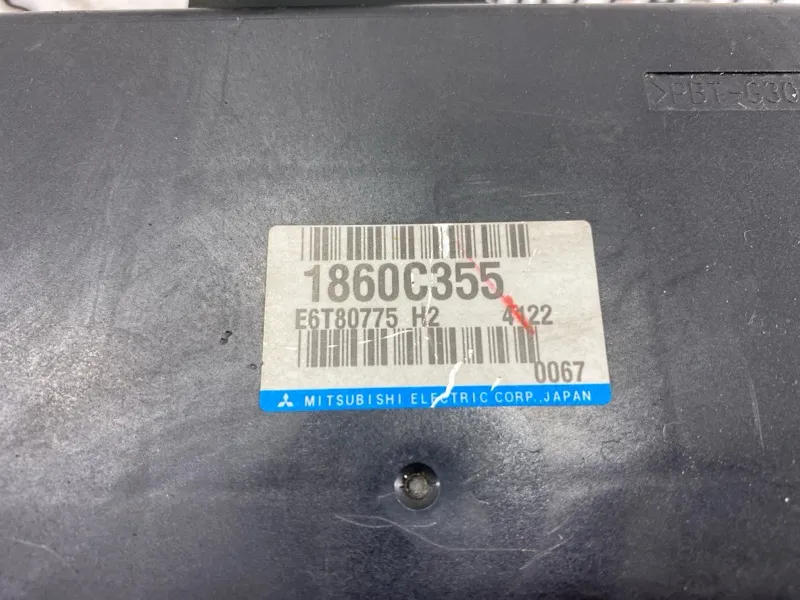 >PBT-G30
1860C355
E6T80775 H2 4122
0067
MITSUBISHI ELECTRIC CORP., JAPAN